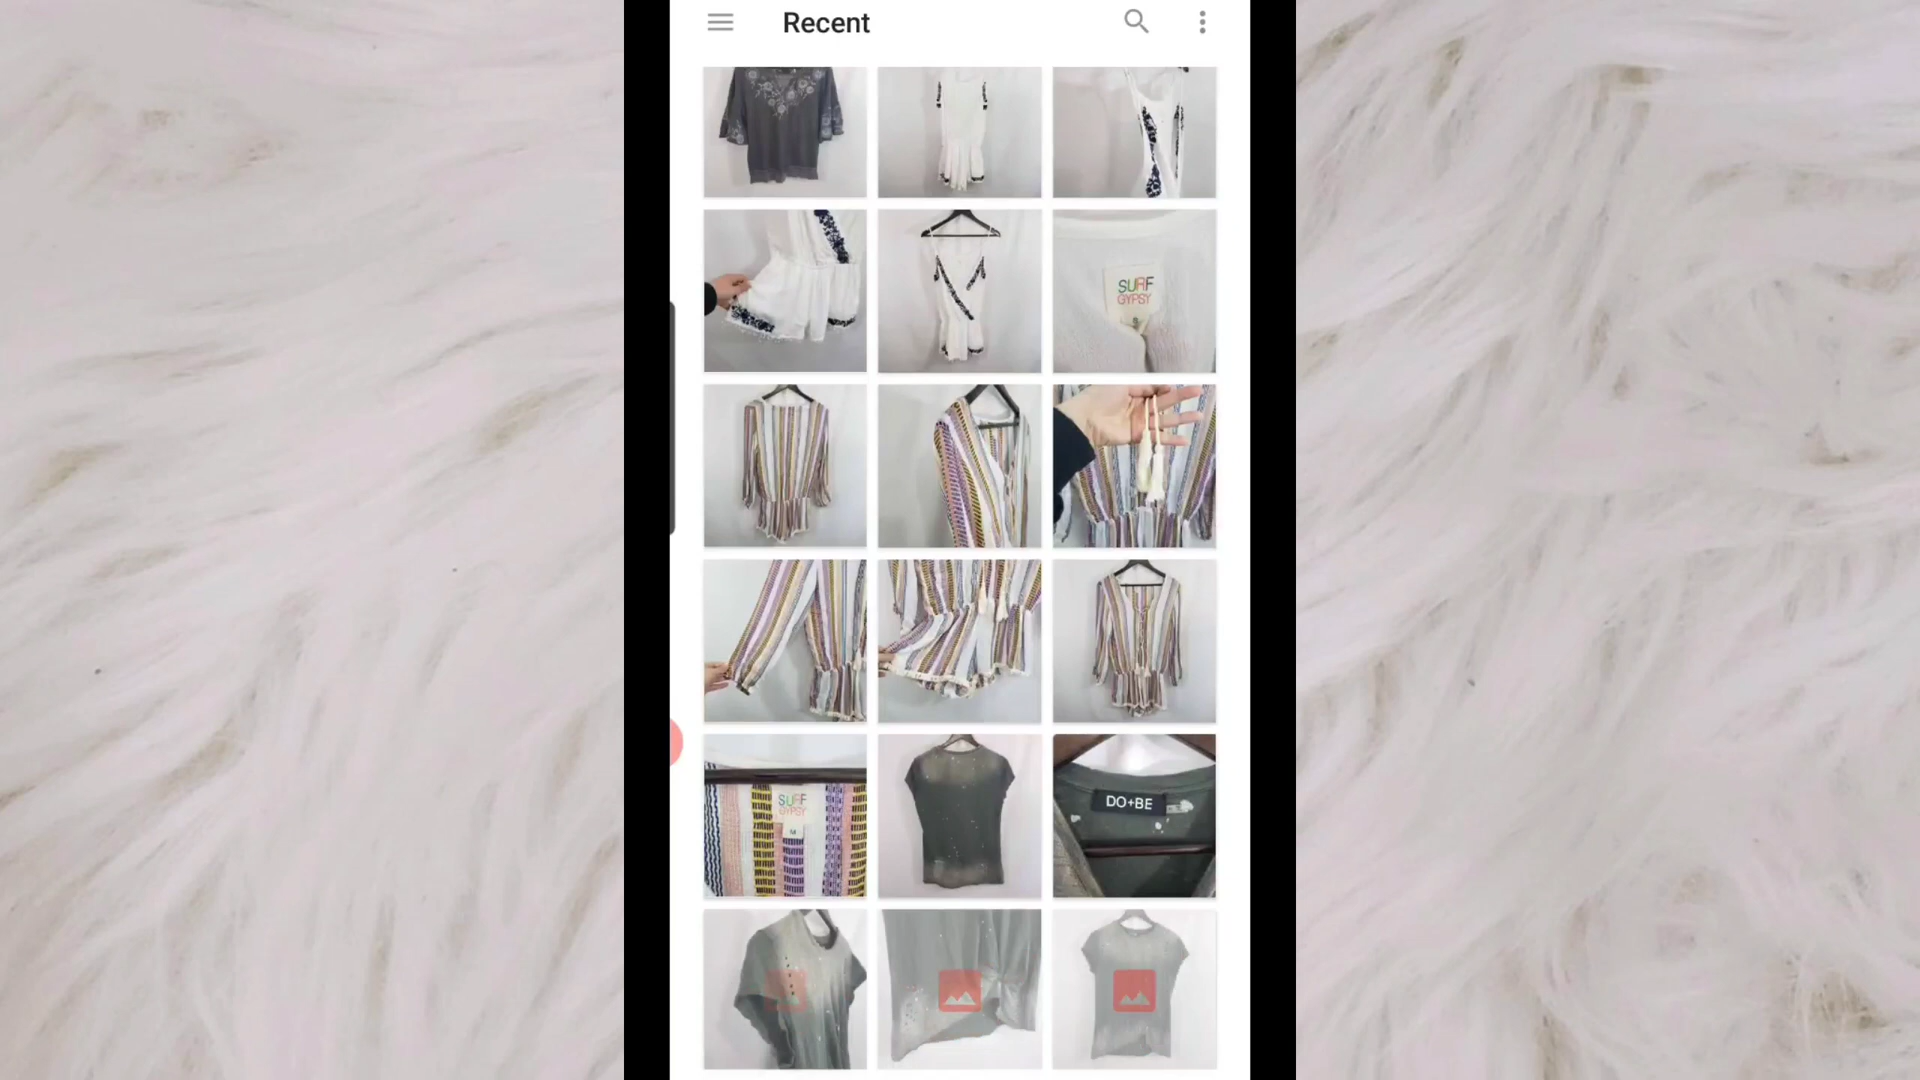 Recent
SURF
GYPSY
S
SURF
GYPSY
M
DO+BE